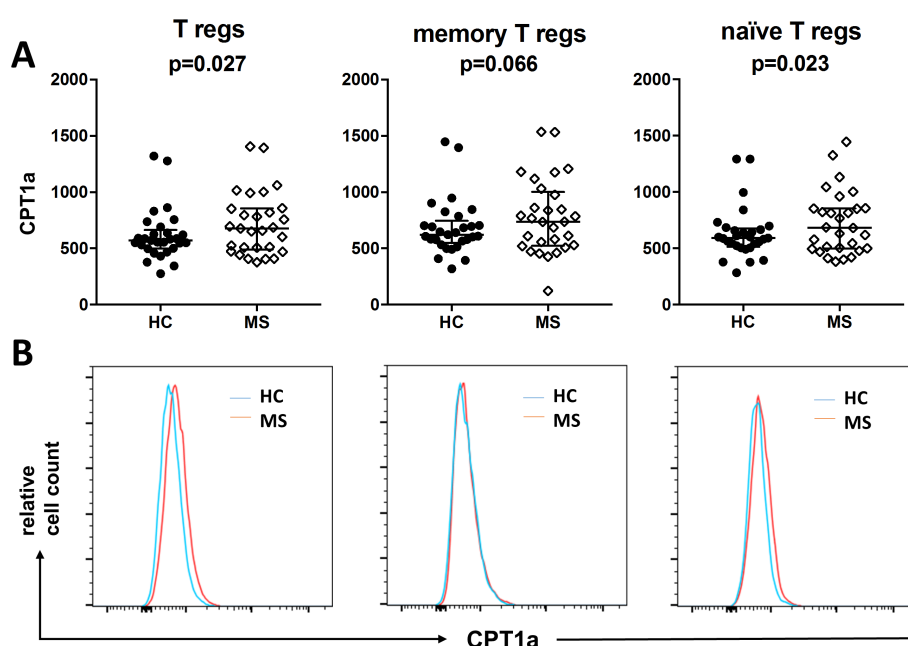 A
T regs
p=0.027
memory T regs
p=0.066
naïve T regs
p=0.023
CPT1a
2000
1500
1000
500
0
HC
MS
2000
1500
1000
500
0
HC
MS
2000
1500
1000
500
0
HC
MS
B
relative
cell count
HC
MS
HC
MS
HC
MS
CPT1a